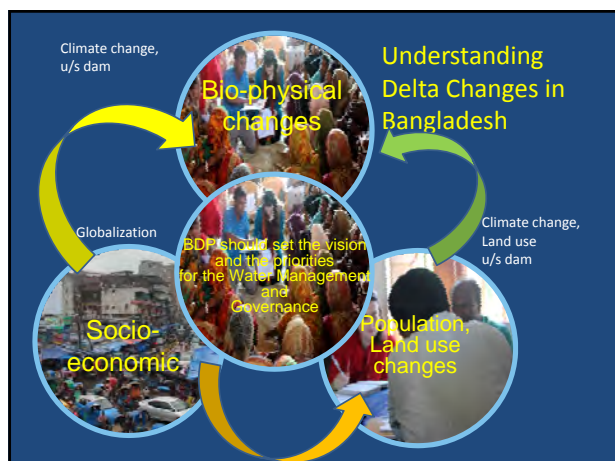 Climate change,
u/s dam
Understanding
Delta Changes in
Bangladesh
Bio-physical
changes
Globalization
Climate change,
Land use
u/s dam
BDP should set the vision
and the priorities
for the Water Management
and
Governance
Socio-
economic
Population,
Land use
changes